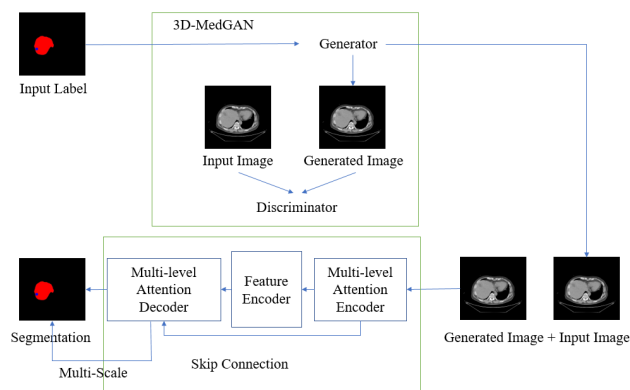 3D-MedGAN
Generator
Input Label
Input Image
Generated Image
Discriminator
Multi-level
Attention
Decoder
Feature
Encoder
Multi-level
Attention
Encoder
Segmentation
Generated Image + Input Image
Multi-Scale
Skip Connection